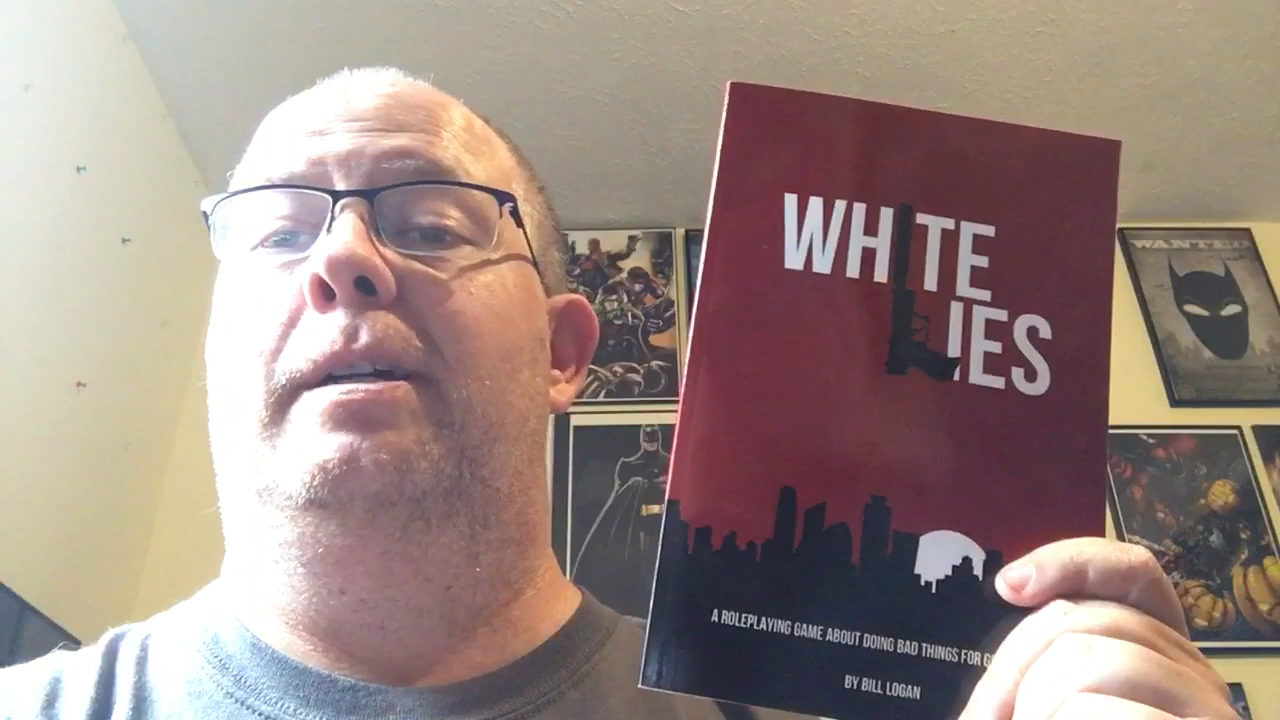 WHITE
LIES
A ROLEPLAYING GAME ABOUT DOING BAD THINGS FOR G
BY BILL LOGAN
WANTED